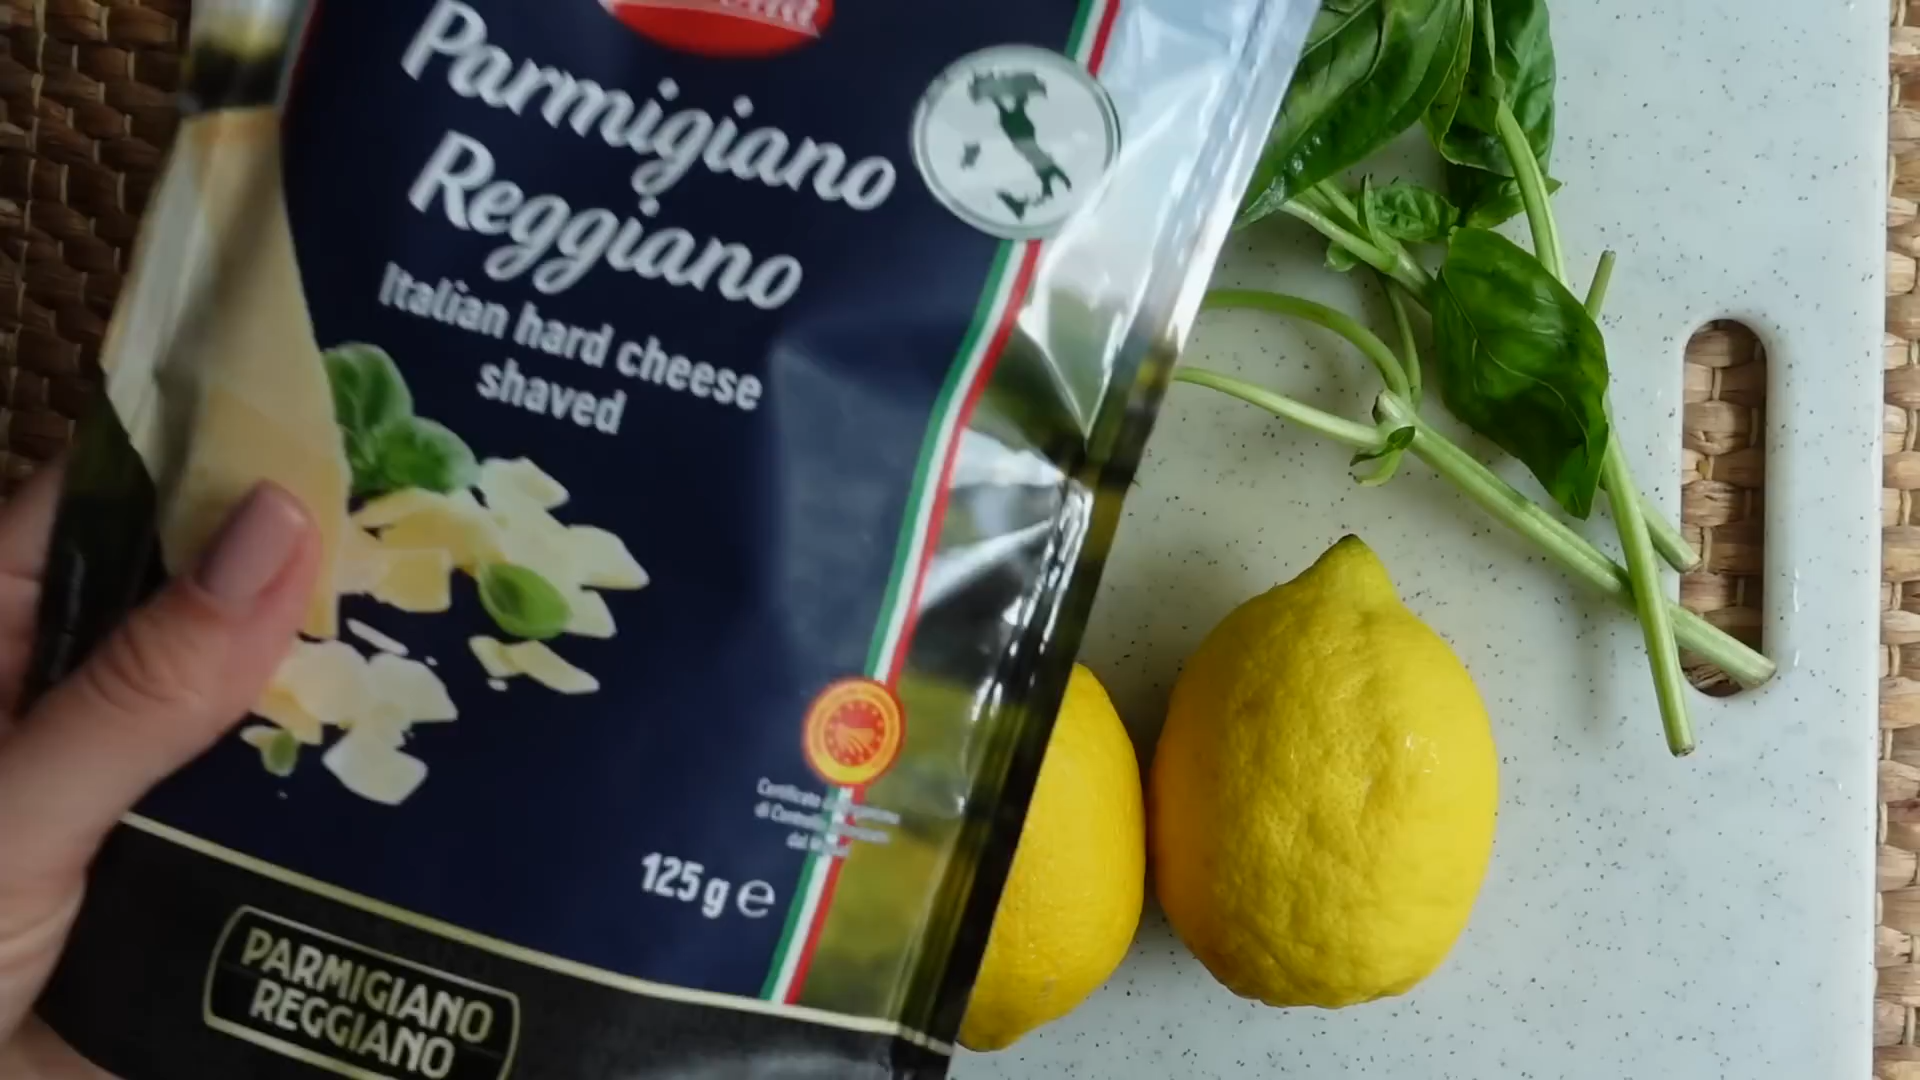 Parmigiano
Reggiano
Italian hard cheese
shaved
125 g ℮
PARMIGIANO
REGGIANO